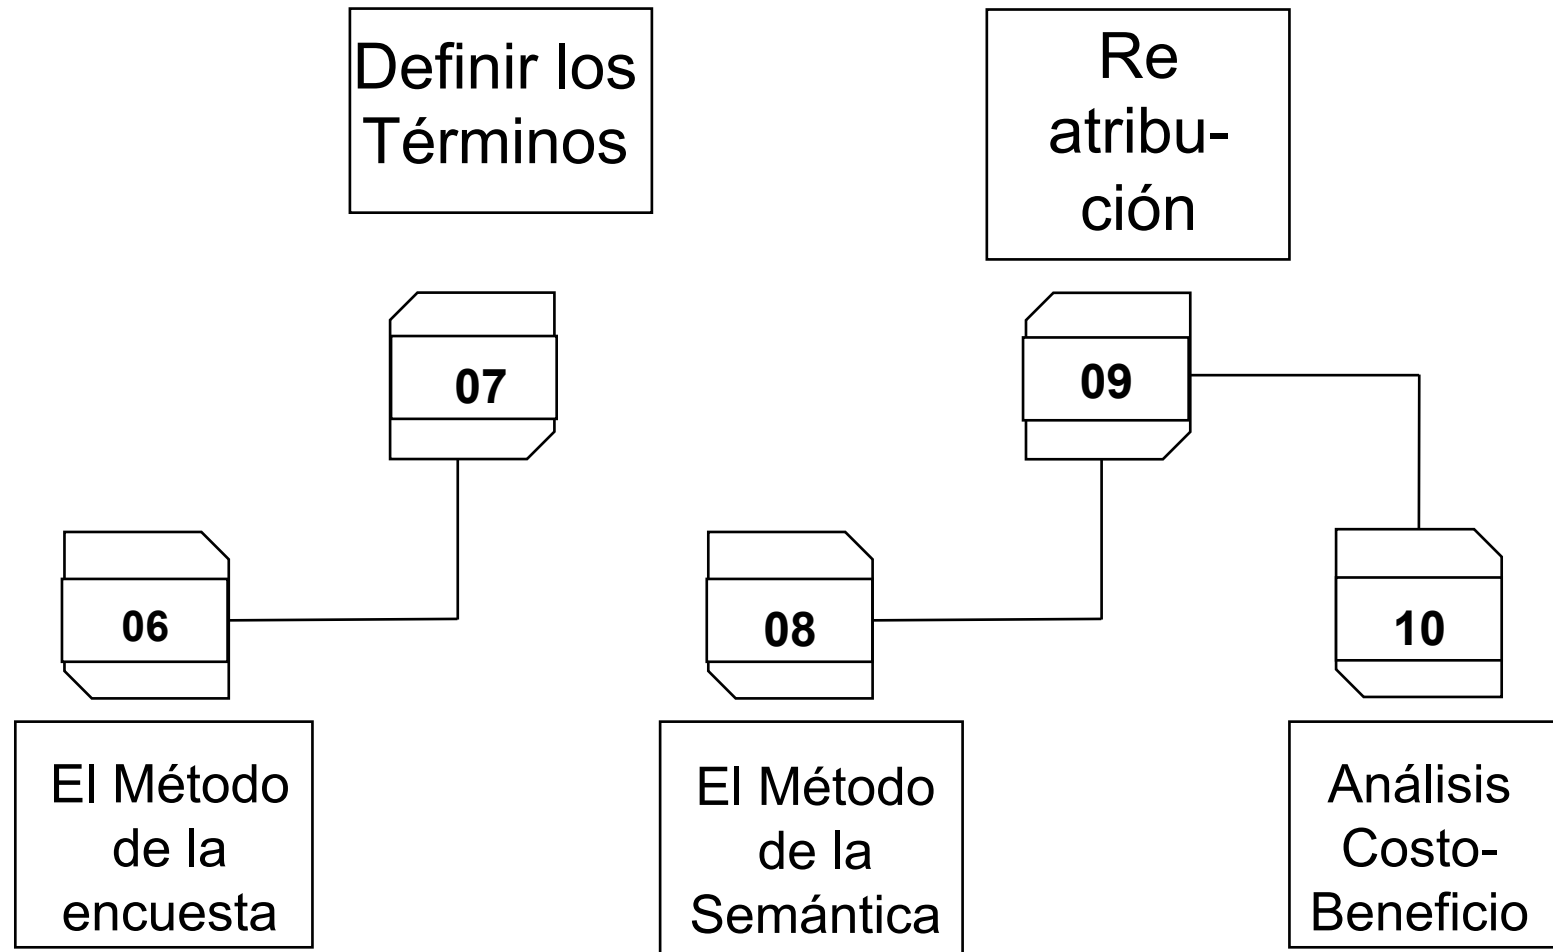 Definir los
Términos
Re
atribu-
ción
07
09
06
08
10
El Método
de la
encuesta
El Método
de la
Semántica
Análisis
Costo-
Beneficio